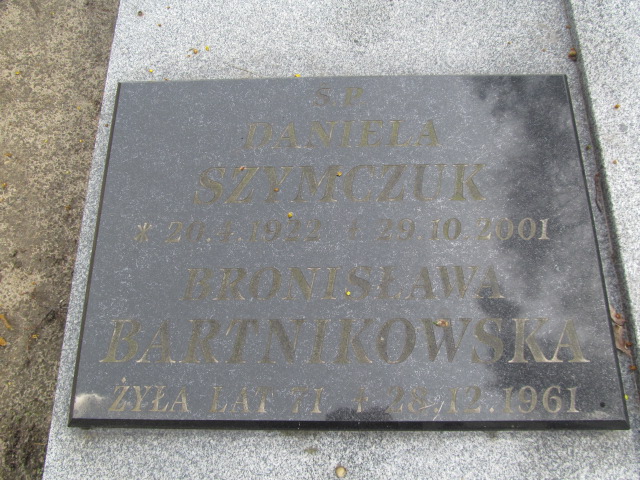 Ś P
DANIELA
SZYMCZUK
* 20.4.1922 † 29.10.2001
BRONISŁAWA
BARTNIKOWSKA
ŻYŁA LAT 71 † 28.12.1961